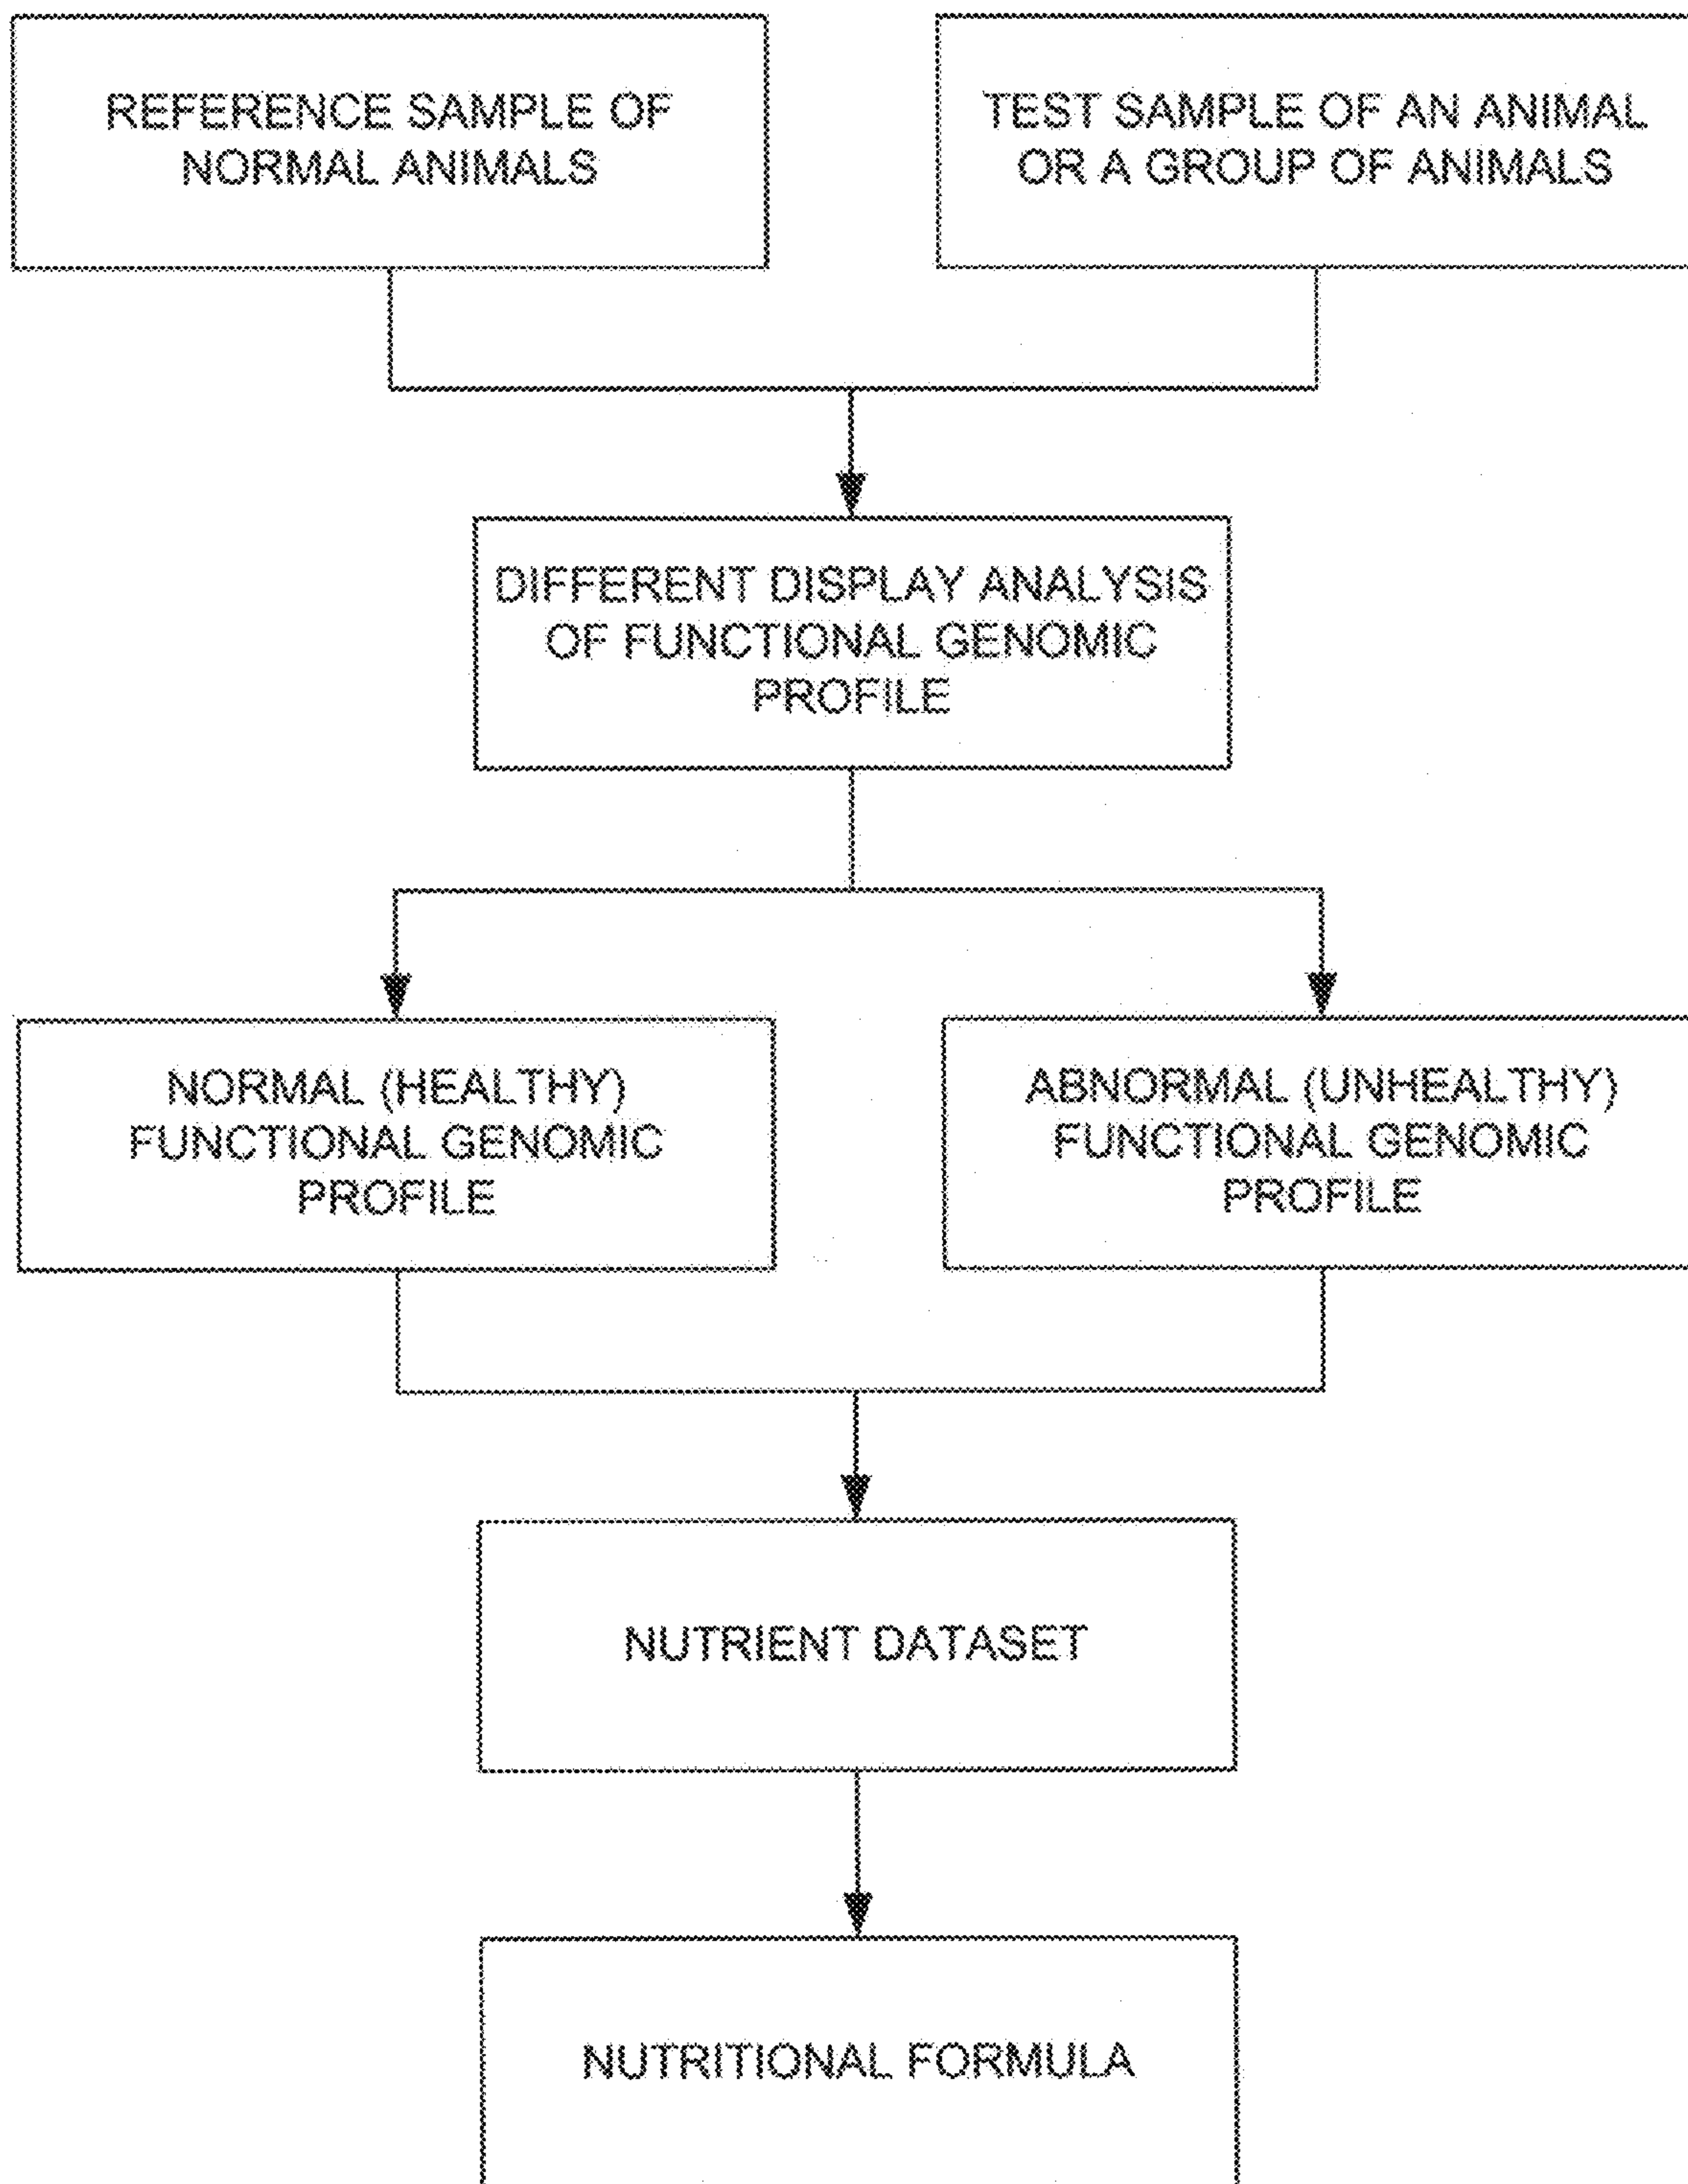 REFERENCE SAMPLE OF
NORMAL ANIMALS
TEST SAMPLE OF AN ANIMAL
OR A GROUP OF ANIMALS
DIFFERENT DISPLAY ANALYSIS
OF FUNCTIONAL GENOMIC
PROFILE
NORMAL (HEALTHY)
FUNCTIONAL GENOMIC
PROFILE
ABNORMAL (UNHEALTHY)
FUNCTIONAL GENOMIC
PROFILE
NUTRIENT DATASET
NUTRITIONAL FORMULA